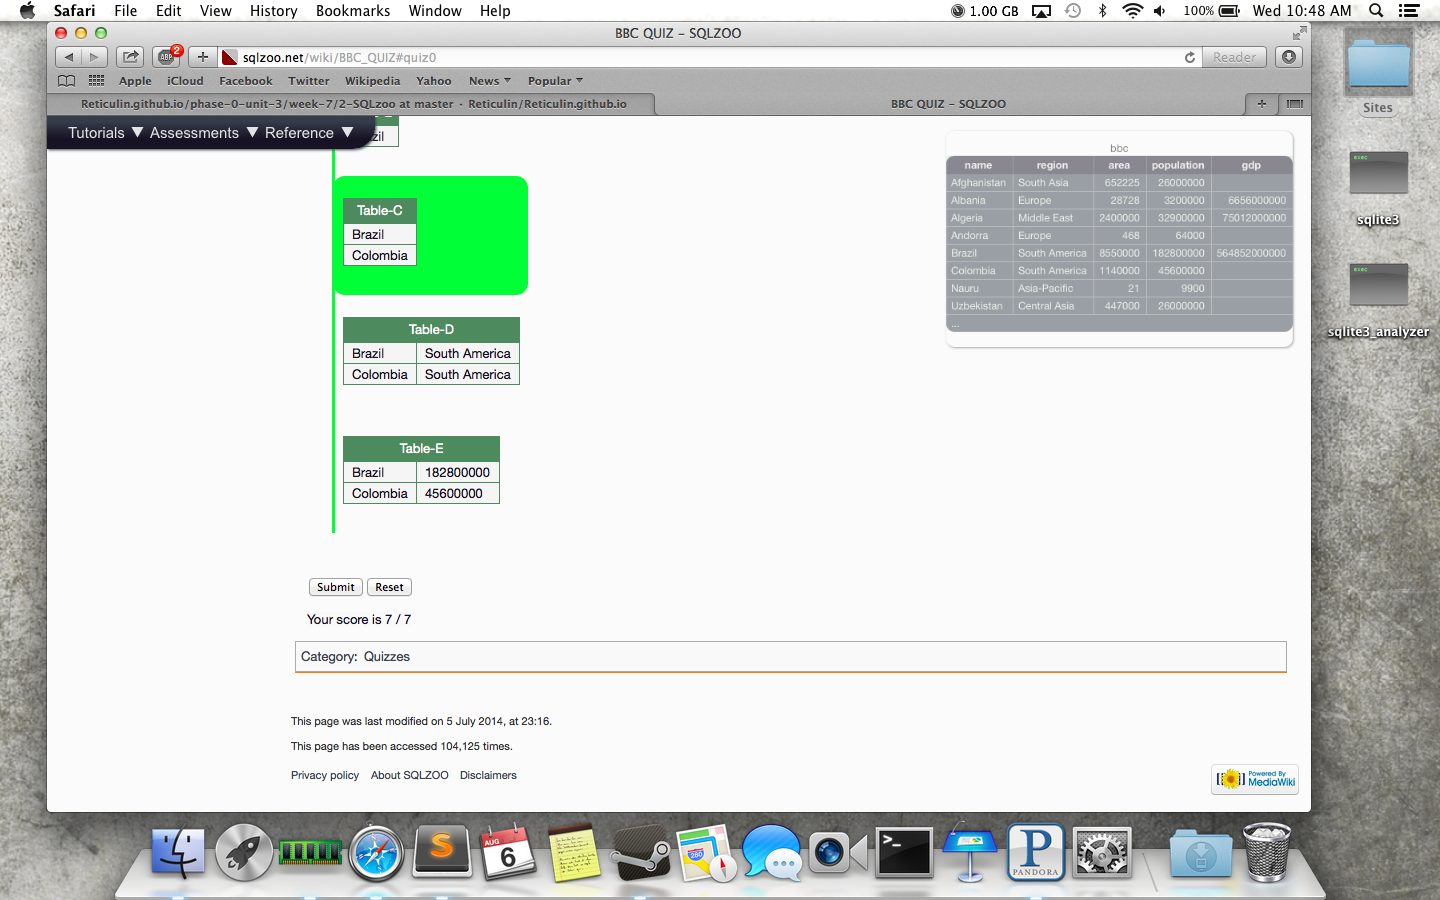 Safari File Edit View History Bookmarks Window Help 1.00 GB 100% Wed 10:48 AM
BBC QUIZ – SQLZOO
ABP 2 sqlzoo.net/wiki/BBC_QUIZ#quiz0 Reader
Apple iCloud Facebook Twitter Wikipedia Yahoo News ▼ Popular ▼
Reticulin.github.io/phase-0-unit-3/week-7/2-SQLzoo at master · Reticulin/Reticulin.github.io BBC QUIZ – SQLZOO +
Tutorials ▼ Assessments ▼ Reference ▼
zil
Table-C
Brazil
Colombia
Table-D
Brazil South America
Colombia South America
Table-E
Brazil 182800000
Colombia 45600000
Submit Reset
Your score is 7 / 7
Category: Quizzes
This page was last modified on 5 July 2014, at 23:16.
This page has been accessed 104,125 times.
Privacy policy About SQLZOO Disclaimers
Powered By
MediaWiki
bbc
name region area population gdp
Afghanistan South Asia 652225 26000000
Albania Europe 28728 3200000 6656000000
Algeria Middle East 2400000 32900000 75012000000
Andorra Europe 468 64000
Brazil South America 8550000 182800000 564852000000
Colombia South America 1140000 45600000
Nauru Asia-Pacific 21 9900
Uzbekistan Central Asia 447000 26000000
...
Sites
exec
sqlite3
exec
sqlite3_analyzer
S
AUG
6
280
>_
P
PANDORA